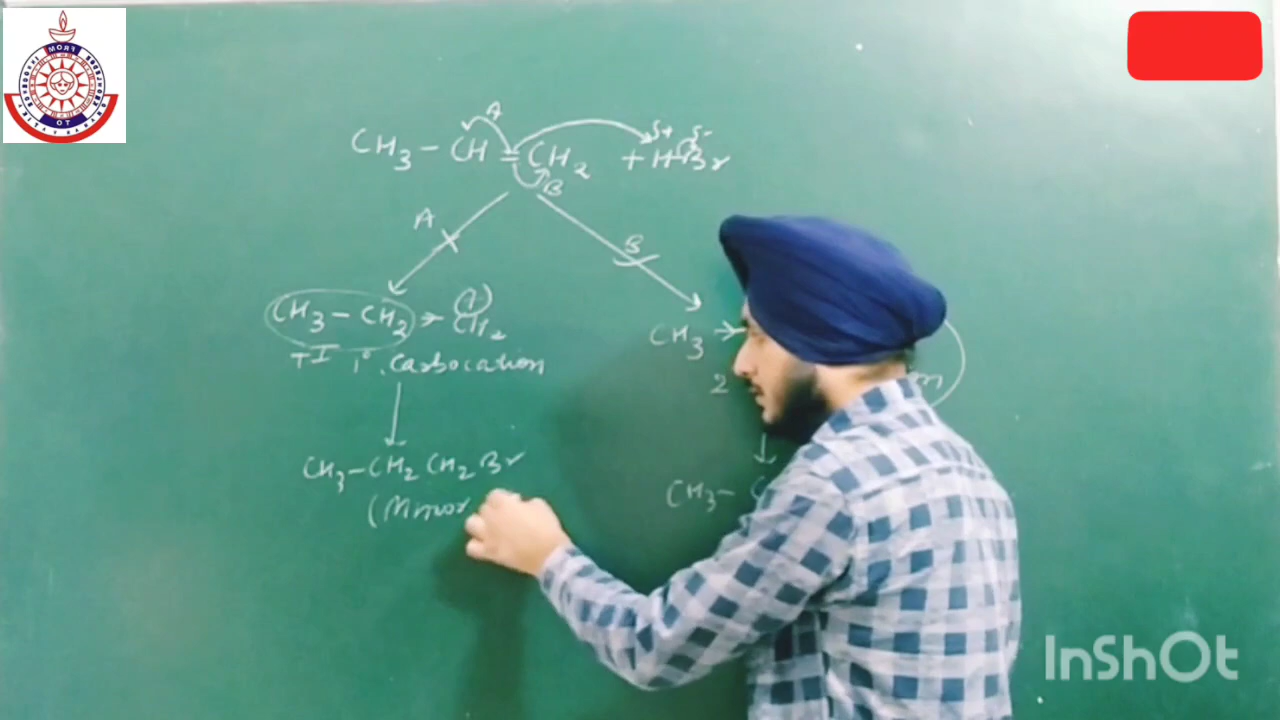 A
δ+ δ-
CH3 - CH = CH2 + H-Br
B
A B
CH3 - CH2 → CH2
(+)
CH3 →
+I 1° Carbocation
2
CH3 - CH2 CH2 Br
CH3 - C
(Minor
InShOt